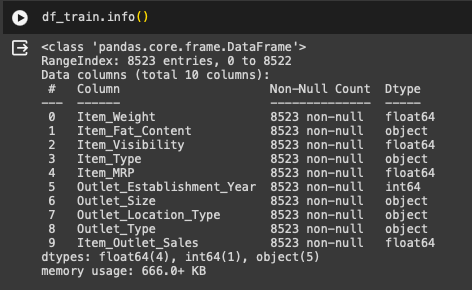 df_train.info()
<class 'pandas.core.frame.DataFrame'>
RangeIndex: 8523 entries, 0 to 8522
Data columns (total 10 columns):
 #   Column                     Non-Null Count  Dtype
---  ------                     --------------  -----
 0   Item_Weight                8523 non-null   float64
 1   Item_Fat_Content           8523 non-null   object
 2   Item_Visibility            8523 non-null   float64
 3   Item_Type                  8523 non-null   object
 4   Item_MRP                   8523 non-null   float64
 5   Outlet_Establishment_Year  8523 non-null   int64
 6   Outlet_Size                8523 non-null   object
 7   Outlet_Location_Type       8523 non-null   object
 8   Outlet_Type                8523 non-null   object
 9   Item_Outlet_Sales          8523 non-null   float64
dtypes: float64(4), int64(1), object(5)
memory usage: 666.0+ KB